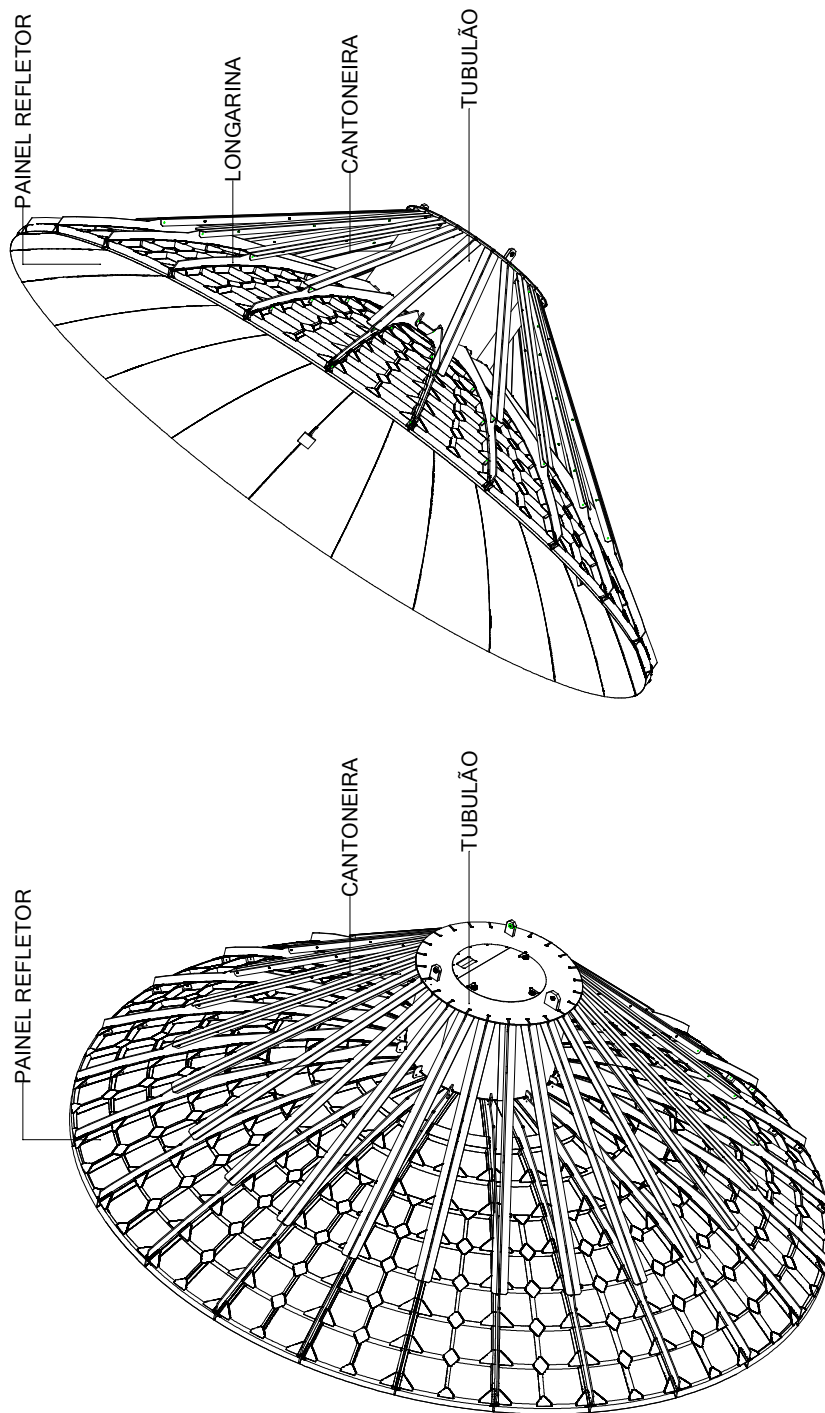 PAINEL REFLETOR
LONGARINA
CANTONEIRA
TUBULÃO
PAINEL REFLETOR
CANTONEIRA
TUBULÃO